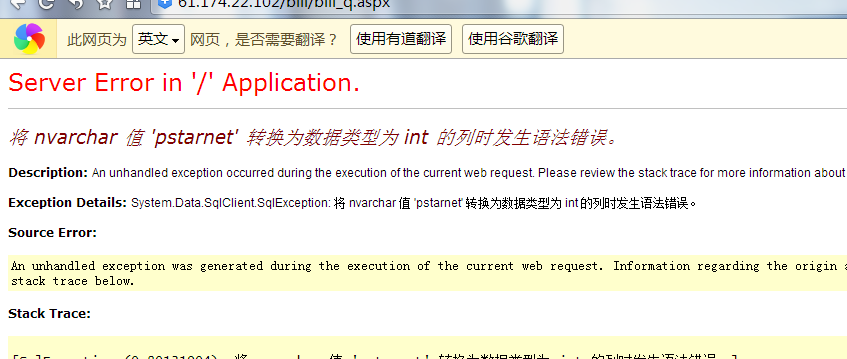 61.174.22.102/bill/bill_q.aspx
此网页为 英文 网页，是否需要翻译？ 使用有道翻译 使用谷歌翻译
Server Error in '/' Application.
将 nvarchar 值 'pstarnet' 转换为数据类型为 int 的列时发生语法错误。
Description: An unhandled exception occurred during the execution of the current web request. Please review the stack trace for more information about
Exception Details: System.Data.SqlClient.SqlException: 将 nvarchar 值 'pstarnet' 转换为数据类型为 int 的列时发生语法错误。
Source Error:
An unhandled exception was generated during the execution of the current web request. Information regarding the origin
stack trace below.
Stack Trace: